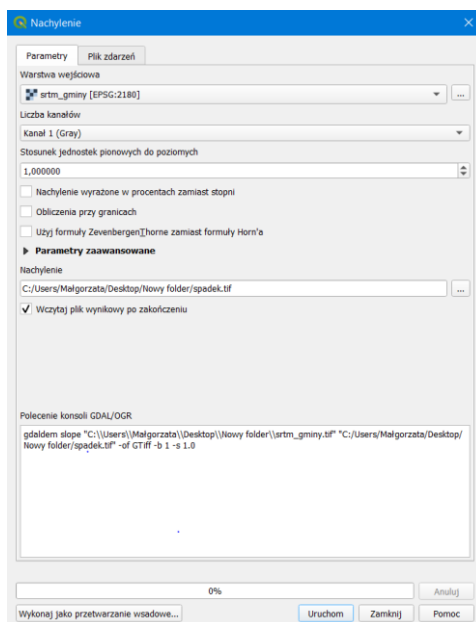 Nachylenie
Parametry Plik zdarzeń
Warstwa wejściowa
srtm_gminy [EPSG:2180] ...
Liczba kanałów
Kanał 1 (Gray)
Stosunek jednostek pionowych do poziomych
1,000000
Nachylenie wyrażone w procentach zamiast stopni
Obliczenia przy granicach
Użyj formuły ZevenbergenThorne zamiast formuły Horn'a
Parametry zaawansowane
Nachylenie
C:/Users/Małgorzata/Desktop/Nowy folder/spadek.tif ...
Wczytaj plik wynikowy po zakończeniu
Polecenie konsoli GDAL/OGR
gdaldem slope "C:\\Users\\Małgorzata\\Desktop\\Nowy folder\\srtm_gminy.tif" "C:/Users/Małgorzata/Desktop/
Nowy folder/spadek.tif" -of GTiff -b 1 -s 1.0
0% Anuluj
Wykonaj jako przetwarzanie wsadowe... Uruchom Zamknij Pomoc